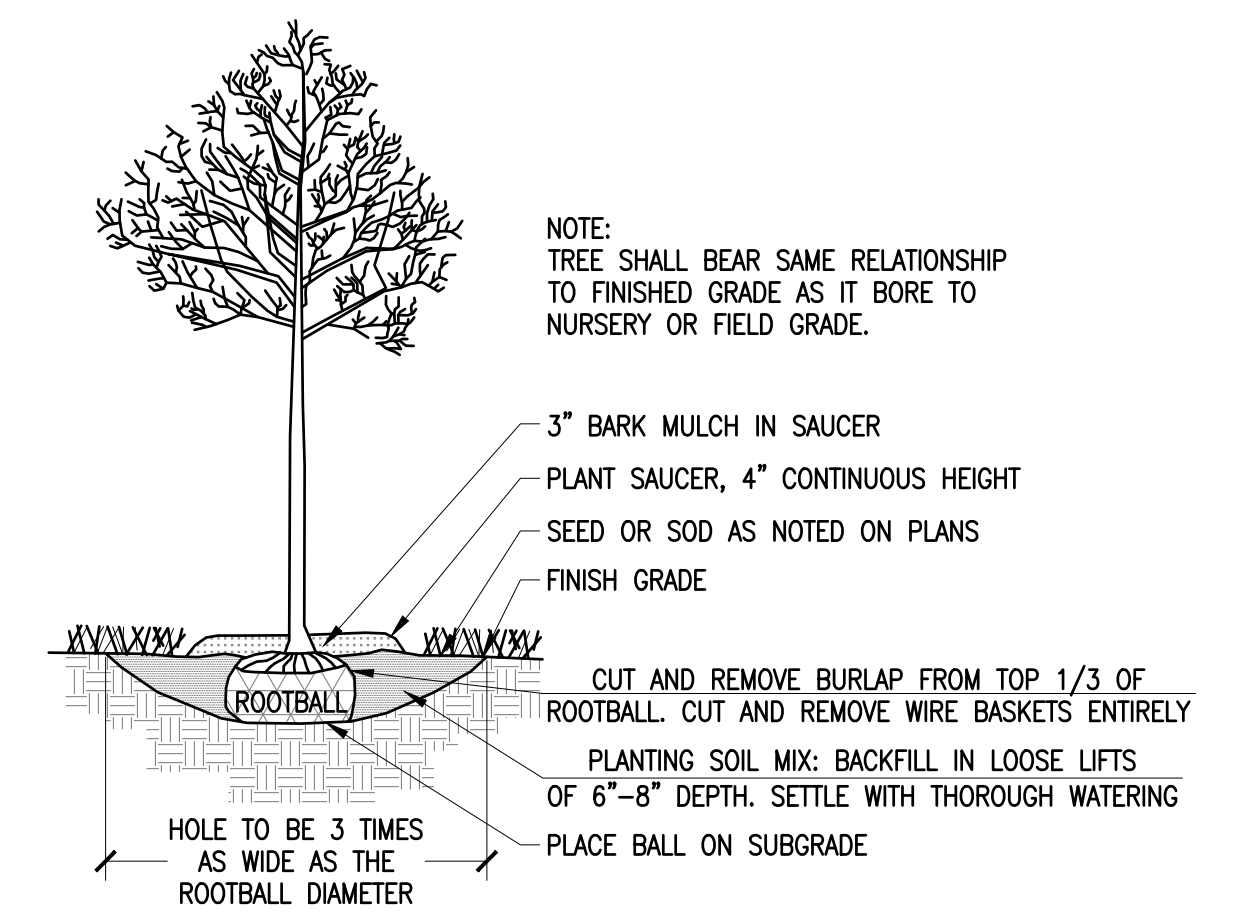 NOTE:
TREE SHALL BEAR SAME RELATIONSHIP
TO FINISHED GRADE AS IT BORE TO
NURSERY OR FIELD GRADE.
3" BARK MULCH IN SAUCER
PLANT SAUCER, 4" CONTINUOUS HEIGHT
SEED OR SOD AS NOTED ON PLANS
FINISH GRADE
CUT AND REMOVE BURLAP FROM TOP 1/3 OF
ROOTBALL. CUT AND REMOVE WIRE BASKETS ENTIRELY
ROOTBALL
PLANTING SOIL MIX: BACKFILL IN LOOSE LIFTS
OF 6"-8" DEPTH. SETTLE WITH THOROUGH WATERING
PLACE BALL ON SUBGRADE
HOLE TO BE 3 TIMES
AS WIDE AS THE
ROOTBALL DIAMETER